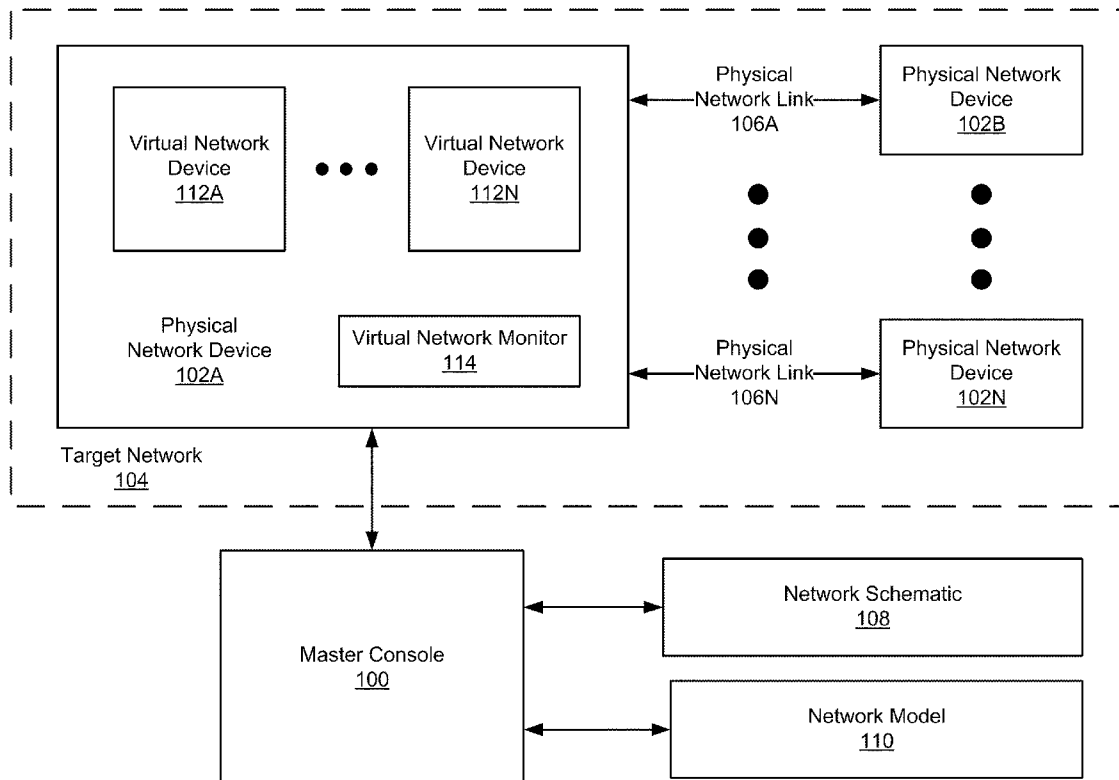 Virtual Network
Device
112A
Virtual Network
Device
112N
Physical
Network Device
102A
Virtual Network Monitor
114
Physical
Network Link
106A
Physical Network
Device
102B
Physical
Network Link
106N
Physical Network
Device
102N
Target Network
104
Master Console
100
Network Schematic
108
Network Model
110